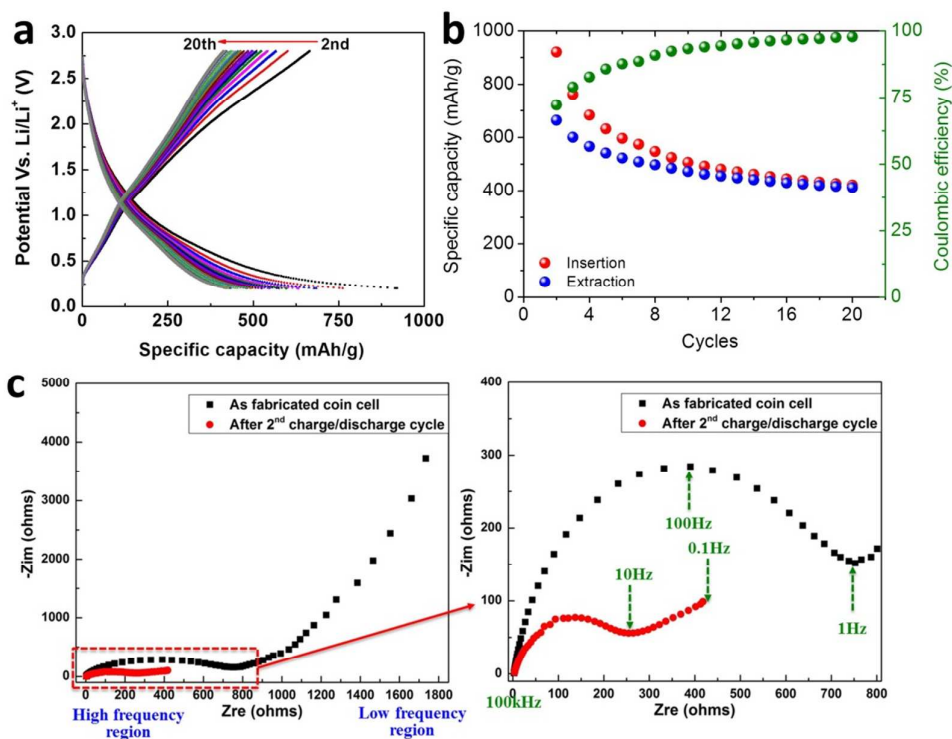 a
3.0
2.5
2.0
1.5
1.0
0.5
0.0
Potential Vs. Li/Li⁺ (V)
20th
2nd
0
250
500
750
1000
Specific capacity (mAh/g)
b
1000
800
600
400
200
0
Specific capacity (mAh/g)
100
75
50
25
0
Coulombic efficiency (%)
Insertion
Extraction
0
4
8
12
16
20
Cycles
c
5000
4000
3000
2000
1000
0
-Zim (ohms)
As fabricated coin cell
After 2nd charge/discharge cycle
0 200 400 600 800 1000 1200 1400 1600 1800
Zre (ohms)
High frequency
region
Low frequency
region
400
300
200
100
0
-Zim (ohms)
As fabricated coin cell
After 2nd charge/discharge cycle
100Hz
0.1Hz
10Hz
1Hz
100kHz
0 100 200 300 400 500 600 700 800
Zre (ohms)